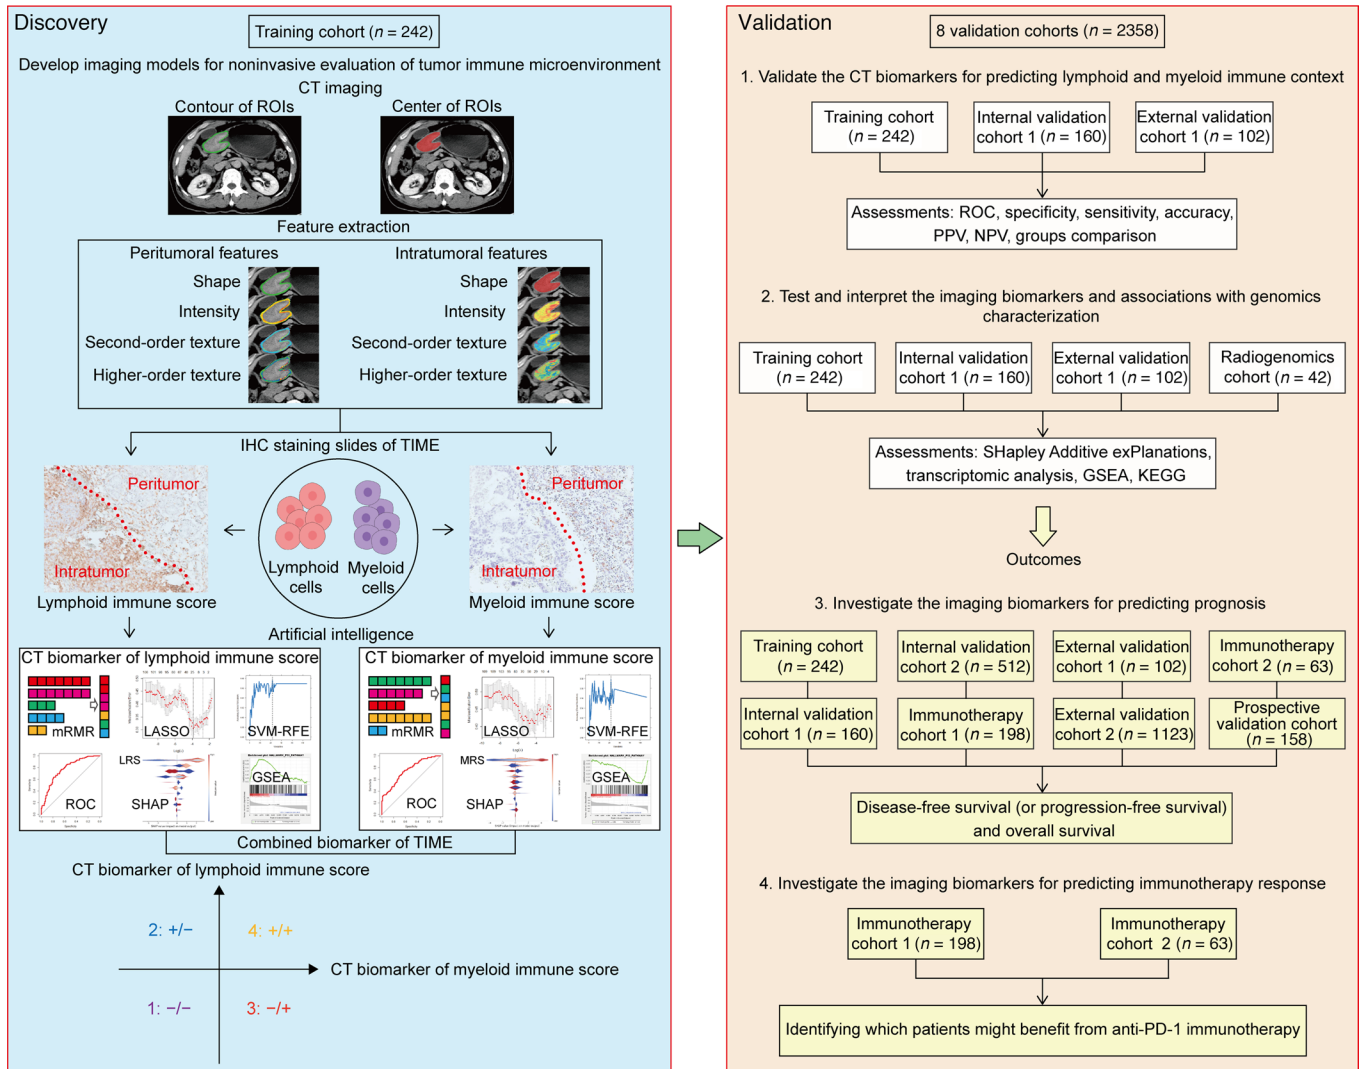 Discovery
Training cohort (n = 242)
Develop imaging models for noninvasive evaluation of tumor immune microenvironment
CT imaging
Contour of ROIs
Center of ROIs
Feature extraction
Peritumoral features
Shape
Intensity
Second-order texture
Higher-order texture
Intratumoral features
Shape
Intensity
Second-order texture
Higher-order texture
IHC staining slides of TIME
Peritumor
Intratumor
Lymphoid immune score
Lymphoid
cells
Myeloid
cells
Peritumor
Intratumor
Myeloid immune score
Artificial intelligence
CT biomarker of lymphoid immune score
mRMR
LASSO
SVM-RFE
ROC
LRS
SHAP
GSEA
CT biomarker of myeloid immune score
mRMR
LASSO
SVM-RFE
ROC
MRS
SHAP
GSEA
Combined biomarker of TIME
CT biomarker of lymphoid immune score
2: +/−
4: +/+
CT biomarker of myeloid immune score
1: −/−
3: −/+
Validation
8 validation cohorts (n = 2358)
1. Validate the CT biomarkers for predicting lymphoid and myeloid immune context
Training cohort
(n = 242)
Internal validation
cohort 1 (n = 160)
External validation
cohort 1 (n = 102)
Assessments: ROC, specificity, sensitivity, accuracy,
PPV, NPV, groups comparison
2. Test and interpret the imaging biomarkers and associations with genomics
characterization
Training cohort
(n = 242)
Internal validation
cohort 1 (n = 160)
External validation
cohort 1 (n = 102)
Radiogenomics
cohort (n = 42)
Assessments: SHapley Additive exPlanations,
transcriptomic analysis, GSEA, KEGG
Outcomes
3. Investigate the imaging biomarkers for predicting prognosis
Training cohort
(n = 242)
Internal validation
cohort 2 (n = 512)
External validation
cohort 1 (n = 102)
Immunotherapy
cohort 2 (n = 63)
Internal validation
cohort 1 (n = 160)
Immunotherapy
cohort 1 (n = 198)
External validation
cohort 2 (n = 1123)
Prospective
validation cohort
(n = 158)
Disease-free survival (or progression-free survival)
and overall survival
4. Investigate the imaging biomarkers for predicting immunotherapy response
Immunotherapy
cohort 1 (n = 198)
Immunotherapy
cohort 2 (n = 63)
Identifying which patients might benefit from anti-PD-1 immunotherapy